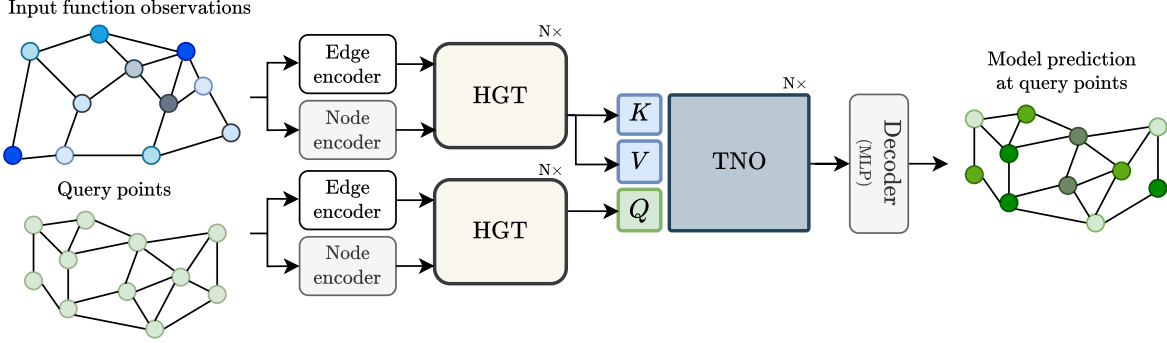 Input function observations
Edge
encoder
Node
encoder
N×
HGT
Query points
Edge
encoder
Node
encoder
N×
HGT
K
V
Q
N×
TNO
Decoder
(MLP)
Model prediction
at query points